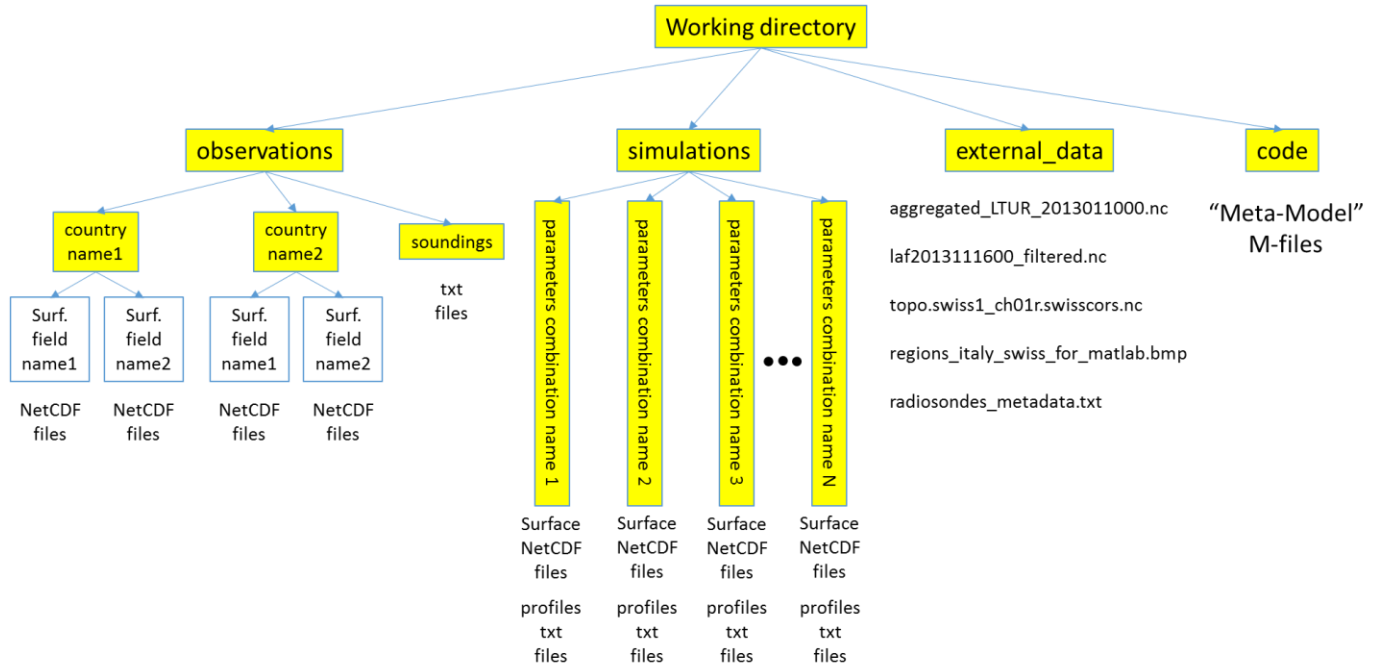 Working directory
observations
simulations
external_data
code
country
name1
country
name2
soundings
txt
files
Surf.
field
name1
Surf.
field
name2
Surf.
field
name1
Surf.
field
name2
NetCDF
files
NetCDF
files
NetCDF
files
NetCDF
files
parameters combination name 1
parameters combination name 2
parameters combination name 3
parameters combination name N
Surface
NetCDF
files
profiles
txt
files
Surface
NetCDF
files
profiles
txt
files
Surface
NetCDF
files
profiles
txt
files
Surface
NetCDF
files
profiles
txt
files
aggregated_LTUR_2013011000.nc
laf2013111600_filtered.nc
topo.swiss1_ch01r.swisscors.nc
regions_italy_swiss_for_matlab.bmp
radiosondes_metadata.txt
“Meta-Model”
M-files